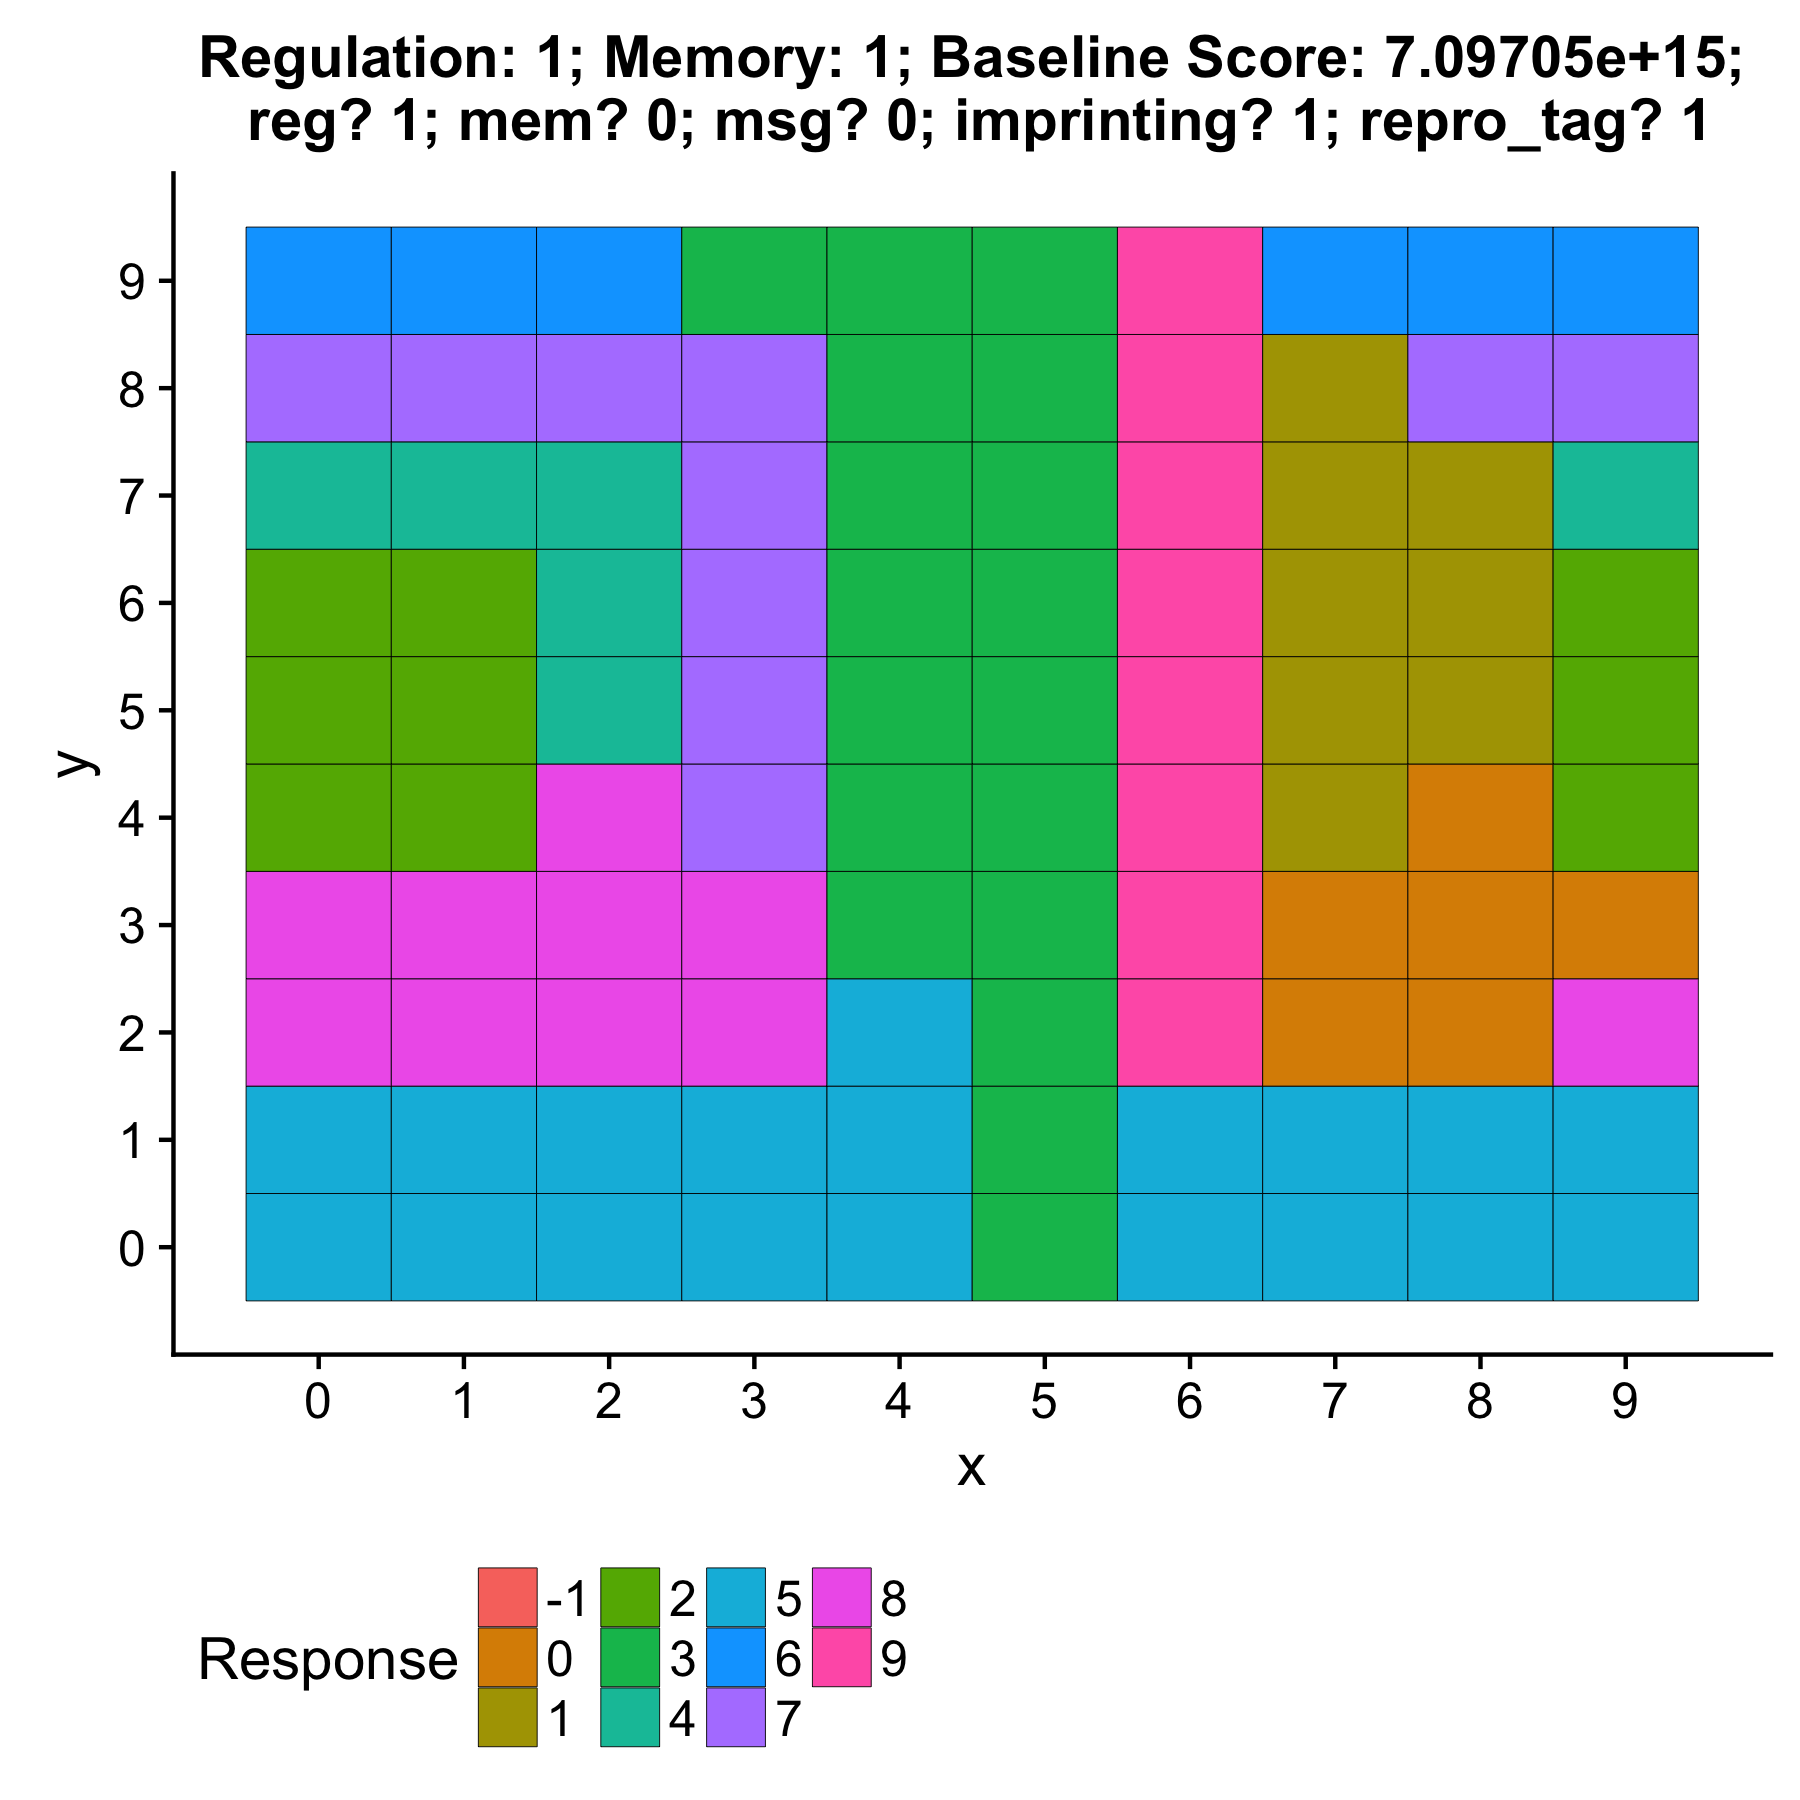 Regulation: 1; Memory: 1; Baseline Score: 7.09705e+15;
reg? 1; mem? 0; msg? 0; imprinting? 1; repro_tag? 1
9
8
7
6
5
4
3
2
1
0
y
0 1 2 3 4 5 6 7 8 9
x
Response
-1 2 5 8
0 3 6 9
1 4 7